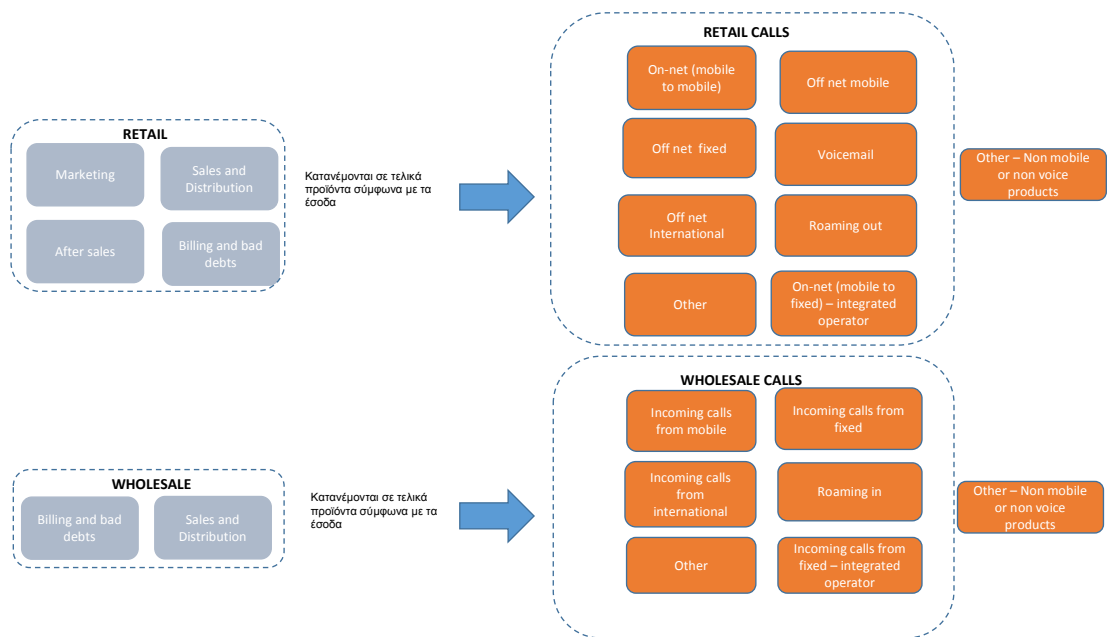 RETAIL CALLS
On-net (mobile
to mobile)
Off net mobile
RETAIL
Marketing
Sales and
Distribution
After sales
Billing and bad
debts
Κατανέμονται σε τελικά
προϊόντα σύμφωνα με τα
έσοδα
Off net  fixed
Voicemail
Off net
International
Roaming out
Other
On-net (mobile to
fixed) – integrated
operator
Other – Non mobile
or non voice
products
WHOLESALE CALLS
Incoming calls
from mobile
Incoming calls from
fixed
WHOLESALE
Billing and bad
debts
Sales and
Distribution
Κατανέμονται σε τελικά
προϊόντα σύμφωνα με τα
έσοδα
Incoming calls
from
international
Roaming in
Other
Incoming calls from
fixed – integrated
operator
Other – Non mobile
or non voice
products